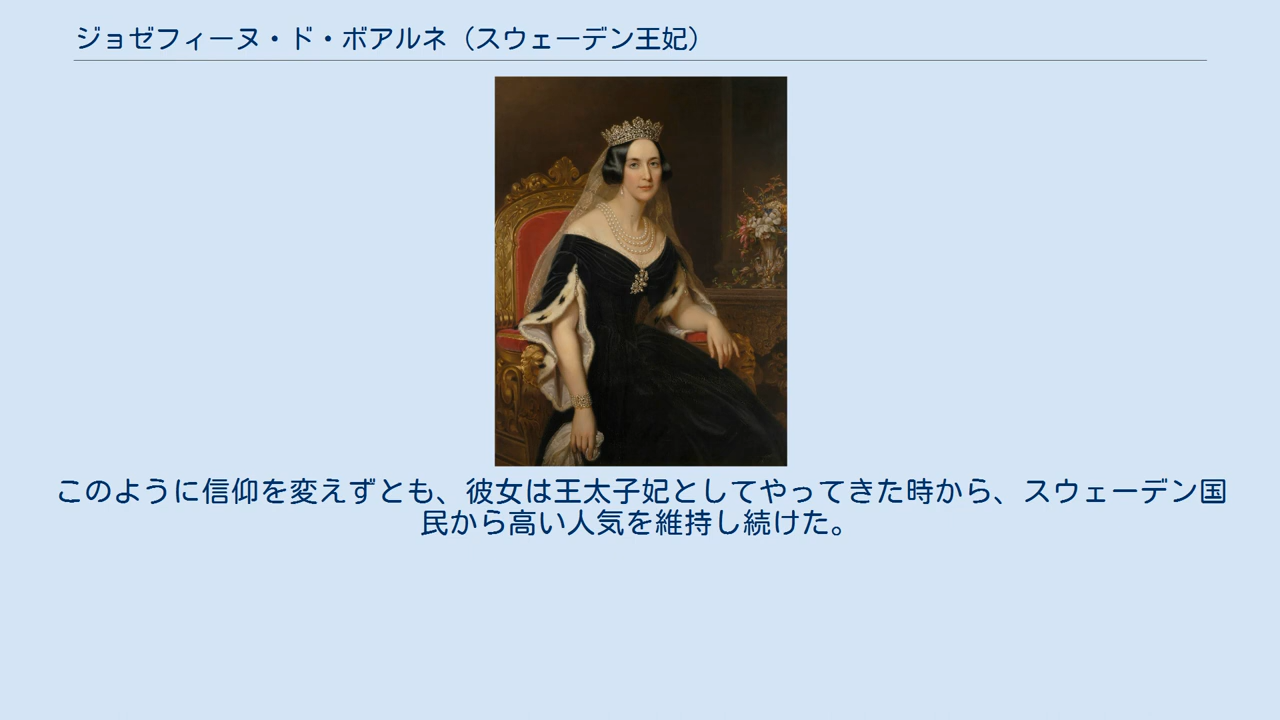 ジョゼフィーヌ・ド・ボアルネ（スウェーデン王妃）
このように信仰を変えずとも、彼女は王太子妃としてやってきた時から、スウェーデン国
民から高い人気を維持し続けた。